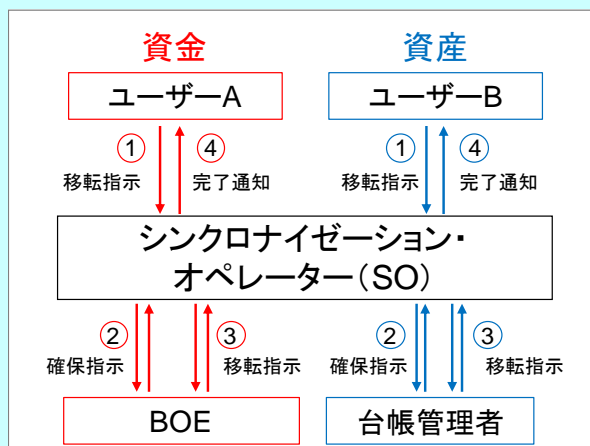 資金
資産
ユーザーA
ユーザーB
① ④ ① ④
移転指示 完了通知 移転指示 完了通知
シンクロナイゼーション・
オペレーター(SO)
② ③ ② ③
確保指示 移転指示 確保指示 移転指示
BOE
台帳管理者